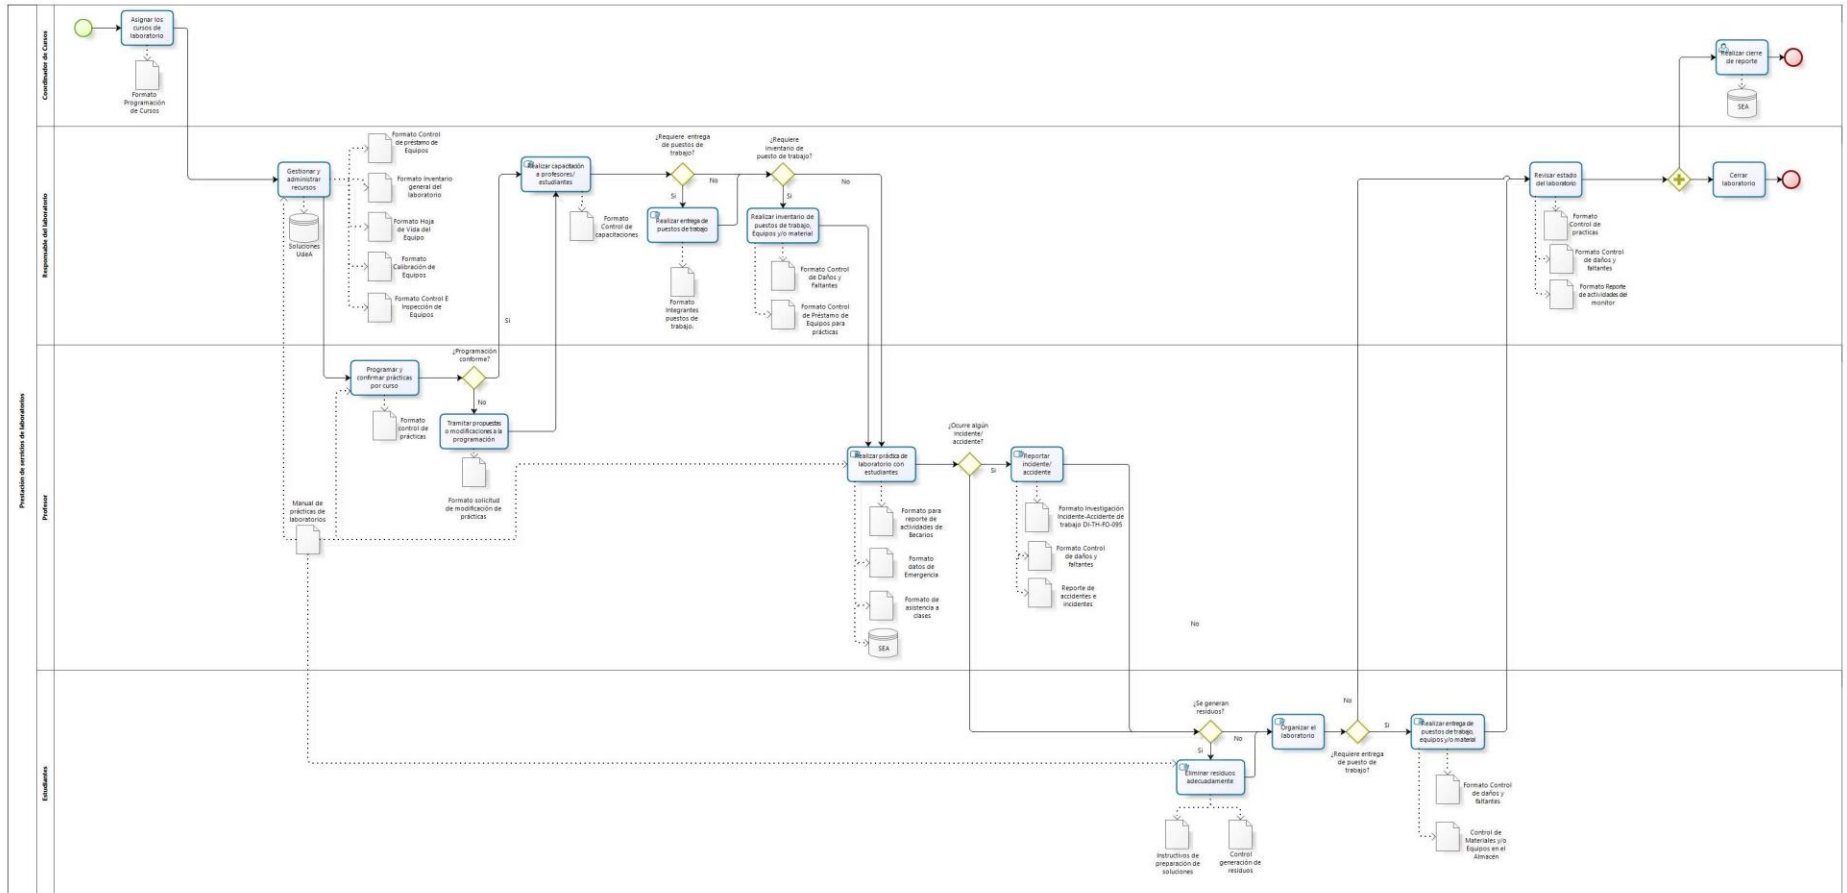 Prestación de servicios de laboratorios
Coordinador de Cursos
Asignar los
cursos de
laboratorio
Formato
Programación
de Cursos
Realizar cierre
de reporte
SEA
Responsable del laboratorio
Gestionar y
administrar
recursos
Soluciones
UdeA
Formato Control
de préstamo de
Equipos
Formato Inventario
general del
laboratorio
Formato Hoja
de Vida del
Equipo
Formato
Calibración de
Equipos
Formato Control E
Inspección de
Equipos
Si
Realizar capacitación
a profesores/
estudiantes
Formato
Control de
capacitaciones
¿Requiere entrega
de puestos de
trabajo?
No
Si
Realizar entrega de
puestos de trabajo
Formato
Integrantes
puestos de
trabajo.
¿Requiere
inventario de
puesto de trabajo?
No
Si
Realizar inventario de
puestos de trabajo,
Equipos y/o material
Formato Control
de Daños y
Faltantes
Formato Control
de Préstamo de
Equipos para
prácticas
Revisar estado
del laboratorio
Formato
Control de
practicas
Formato Control
de daños y
faltantes
Formato Reporte
de actividades del
monitor
Cerrar
laboratorio
Profesor
Programar y
confirmar prácticas
por curso
Formato
control de
prácticas
¿Programación
conforme?
No
Tramitar propuestas
o modificaciones a la
programación
Formato solicitud
de modificación de
prácticas
Manual de
prácticas de
laboratorios
Realizar práctica de
laboratorio con
estudiantes
Formato para
reporte de
actividades de
Becarios
Formato
datos de
Emergencia
Formato de
asistencia a
clases
SEA
¿Ocurre algún
incidente/
accidente?
Si
Reportar
incidente/
accidente
Formato Investigación
Incidente-Accidente de
trabajo DI-TH-FO-095
Formato Control
de daños y
faltantes
Reporte de
accidentes e
incidentes
No
Estudiantes
¿Se generan
residuos?
No
Si
Eliminar residuos
adecuadamente
Instructivos de
preparación de
soluciones
Control
generación de
residuos
Organizar el
laboratorio
No
Si
¿Requiere entrega
de puesto de
trabajo?
Realizar entrega de
puestos de trabajo,
equipos y/o material
Formato Control
de daños y
faltantes
Control de
Materiales y/o
Equipos en el
Almacén